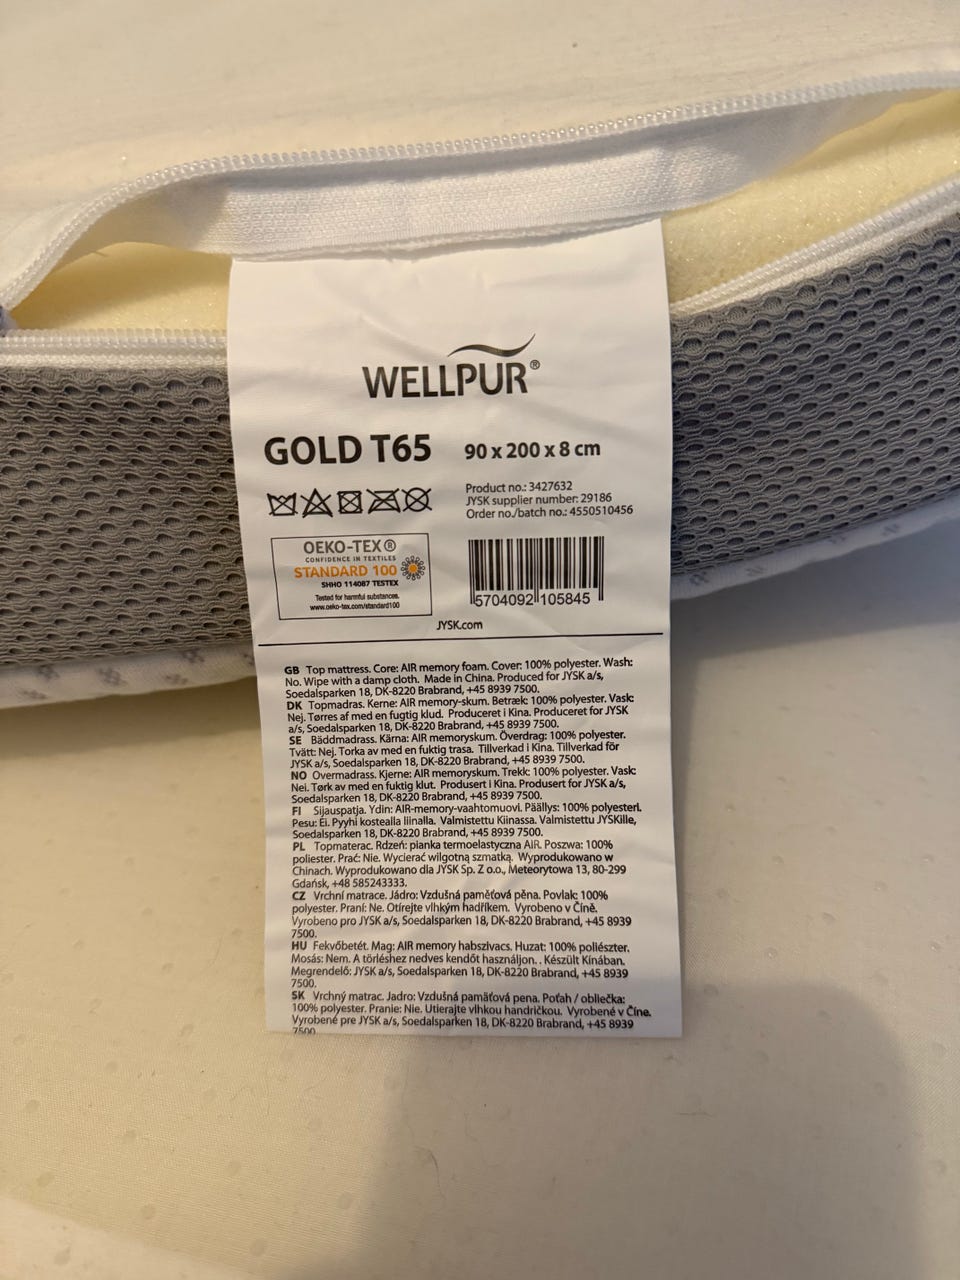 WELLPUR®
GOLD T65 90 x 200 x 8 cm
Product no.: 3427632
JYSK supplier number: 29186
Order no./batch no.: 4550510456
OEKO-TEX®
CONFIDENCE IN TEXTILES
STANDARD 100
SHHO 114087 TESTEX
Tested for harmful substances.
www.oeko-tex.com/standard100
5704092 105845
JYSK.com
GB Top mattress. Core: AIR memory foam. Cover: 100% polyester. Wash:
No. Wipe with a damp cloth. Made in China. Produced for JYSK a/s,
Soedalsparken 18, DK-8220 Brabrand, +45 8939 7500.
DK Topmadras. Kerne: AIR memory-skum. Betræk: 100% polyester. Vask:
Nej. Tørres af med en fugtig klud. Produceret i Kina. Produceret for JYSK
a/s, Soedalsparken 18, DK-8220 Brabrand, +45 8939 7500.
SE Bäddmadrass. Kärna: AIR memoryskum. Överdrag: 100% polyester.
Tvätt: Nej. Torka av med en fuktig trasa. Tillverkad i Kina. Tillverkad för
JYSK a/s, Soedalsparken 18, DK-8220 Brabrand, +45 8939 7500.
NO Overmadrass. Kjerne: AIR memoryskum. Trekk: 100% polyester. Vask:
Nei. Tørk av med en fuktig klut. Produsert i Kina. Produsert for JYSK a/s,
Soedalsparken 18, DK-8220 Brabrand, +45 8939 7500.
FI Sijauspatja. Ydin: AIR-memory-vaahtomuovi. Päällys: 100% polyesteri.
Pesu: Ei. Pyyhi kostealla liinalla. Valmistettu Kiinassa. Valmistettu JYSKille,
Soedalsparken 18, DK-8220 Brabrand, +45 8939 7500.
PL Topmaterac. Rdzeń: pianka termoelastyczna AIR. Poszwa: 100%
poliester. Prać: Nie. Wycierać wilgotną szmatką. Wyprodukowano w
Chinach. Wyprodukowano dla JYSK Sp. Z o.o., Meteorytowa 13, 80-299
Gdańsk, +48 585243333.
CZ Vrchní matrace. Jádro: Vzdušná paměťová pěna. Povlak: 100%
polyester. Praní: Ne. Otírejte vlhkým hadříkem. Vyrobeno v Číně.
Vyrobeno pro JYSK a/s, Soedalsparken 18, DK-8220 Brabrand, +45 8939
7500.
HU Fekvőbetét. Mag: AIR memory habszivacs. Huzat: 100% poliészter.
Mosás: Nem. A törléshez nedves kendőt használjon. . Készült Kínában.
Megrendelő: JYSK a/s, Soedalsparken 18, DK-8220 Brabrand, +45 8939
7500.
SK Vrchný matrac. Jadro: Vzdušná pamäťová pena. Poťah / obliečka:
100% polyester. Pranie: Nie. Utierajte vlhkou handričkou. Vyrobené v Číne.
Vyrobené pre JYSK a/s, Soedalsparken 18, DK-8220 Brabrand, +45 8939
7500.